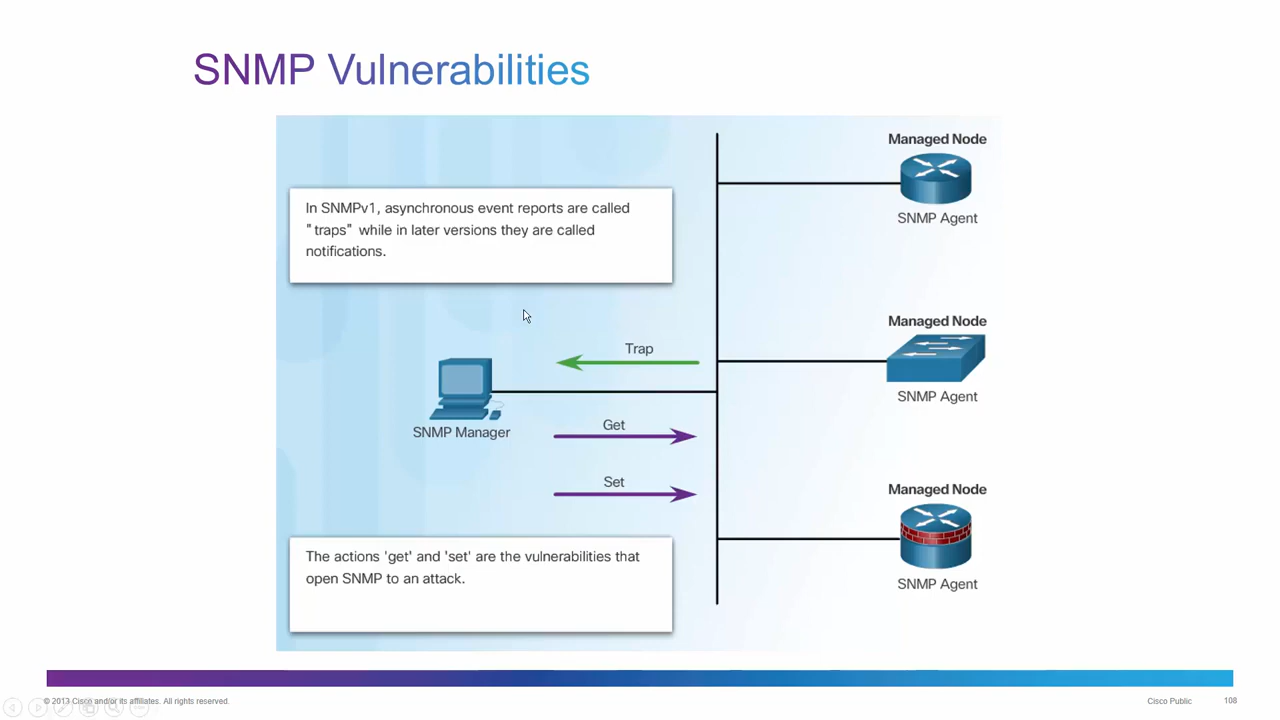 SNMP Vulnerabilities
Managed Node
SNMP Agent
In SNMPv1, asynchronous event reports are called
"traps" while in later versions they are called
notifications.
Managed Node
SNMP Agent
Trap
SNMP Manager
Get
Set
Managed Node
SNMP Agent
The actions 'get' and 'set' are the vulnerabilities that
open SNMP to an attack.
© 2013 Cisco and/or its affiliates. All rights reserved.
Cisco Public
108